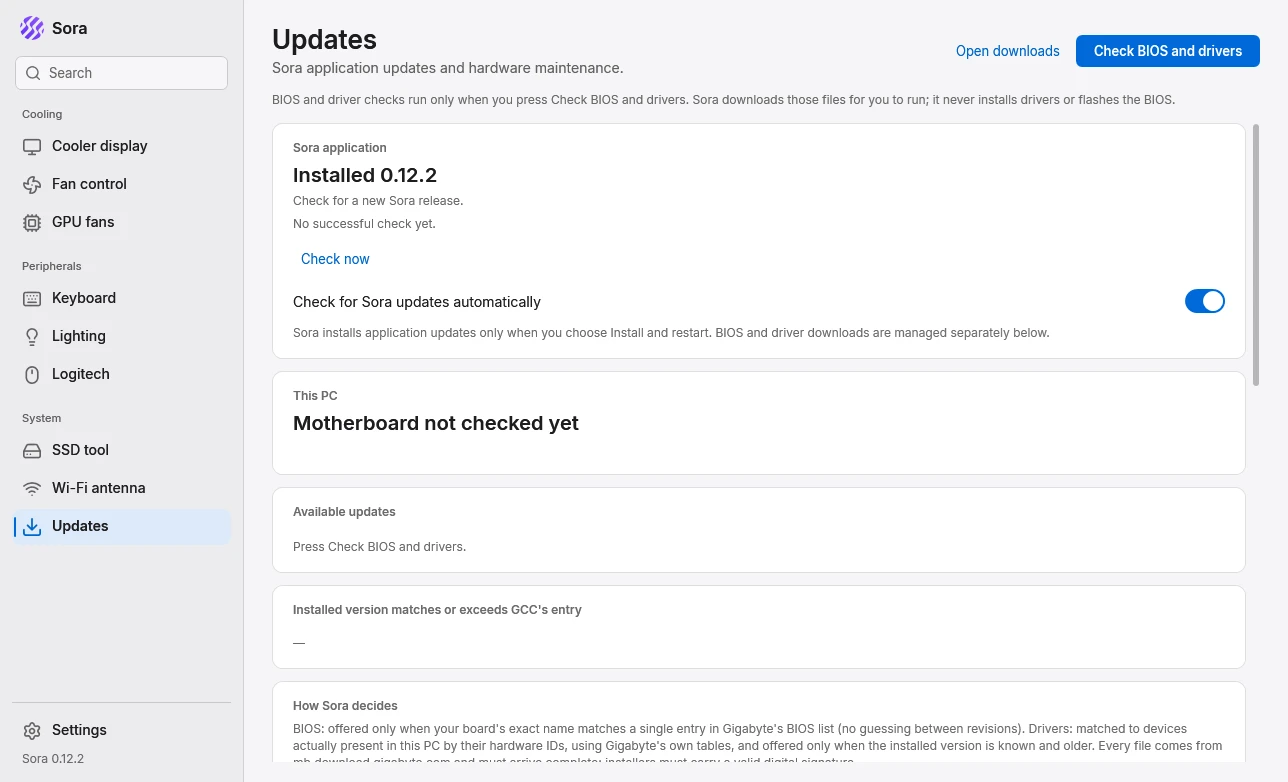 Sora
Search
Cooling
Cooler display
Fan control
GPU fans
Peripherals
Keyboard
Lighting
Logitech
System
SSD tool
Wi-Fi antenna
Updates
Settings
Sora 0.12.2
Updates
Sora application updates and hardware maintenance.
Open downloads
Check BIOS and drivers
BIOS and driver checks run only when you press Check BIOS and drivers. Sora downloads those files for you to run; it never installs drivers or flashes the BIOS.
Sora application
Installed 0.12.2
Check for a new Sora release.
No successful check yet.
Check now
Check for Sora updates automatically
Sora installs application updates only when you choose Install and restart. BIOS and driver downloads are managed separately below.
This PC
Motherboard not checked yet
Available updates
Press Check BIOS and drivers.
Installed version matches or exceeds GCC's entry
—
How Sora decides
BIOS: offered only when your board's exact name matches a single entry in Gigabyte's BIOS list (no guessing between revisions). Drivers: matched to devices
actually present in this PC by their hardware IDs, using Gigabyte's own tables, and offered only when the installed version is known and older. Every file comes from
mb.download.gigabyte.com and must arrive complete; installers must carry a valid digital signature.